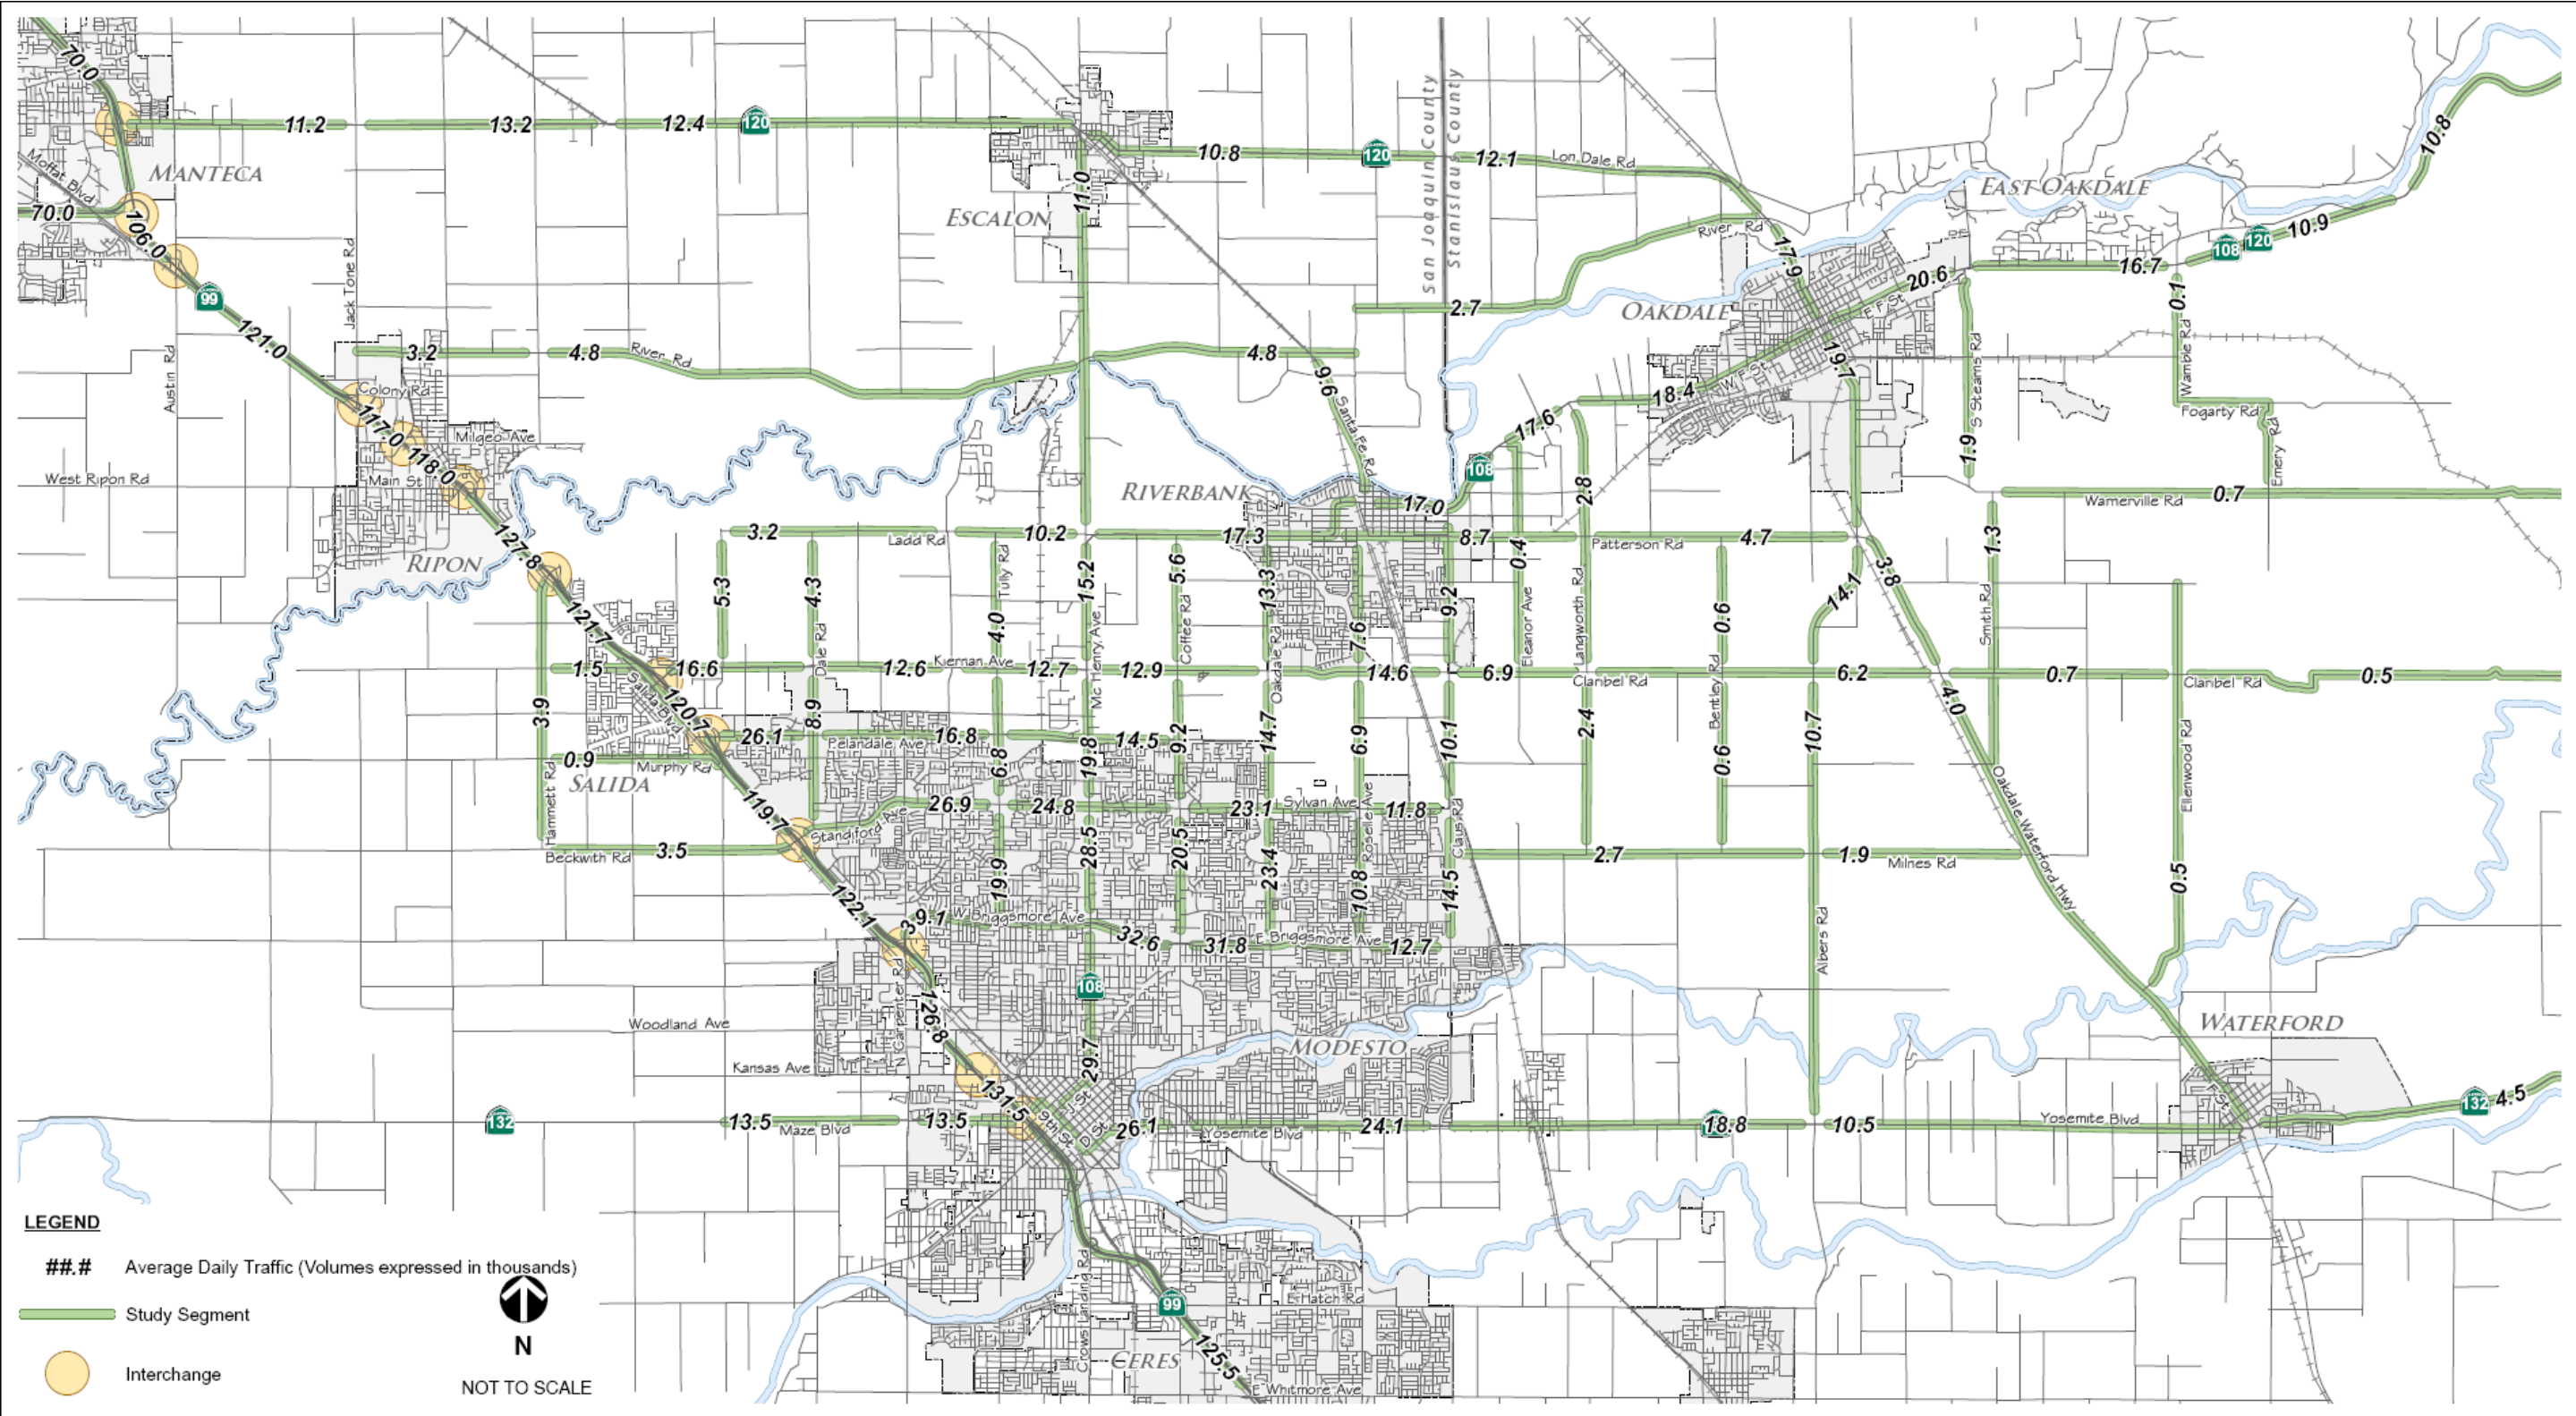 70.0
11.2
13.2
12.4
120
10.8
120
12.1
Lon Dale Rd
10.8
MANTECA
Moffat Blvd
70.0
106.0
99
ESCALON
11.0
San Joaquin County
Stanislaus County
EAST OAKDALE
River Rd
17.9
108
120
10.9
16.7
20.6
E F St
0.1
OAKDALE
2.7
121.0
Jack Tone Rd
Austin Rd
3.2
4.8
River Rd
4.8
9.6
Santa Fe Rd
19.7
W F St
18.4
17.6
S Stearns Rd
1.9
Wamble Rd
Fogarty Rd
Emery Rd
Colony Rd
117.0
Milgeo Ave
118.0
Main St
West Ripon Rd
RIPON
127.8
RIVERBANK
108
17.0
2.8
Warnerville Rd
0.7
3.2
Ladd Rd
10.2
17.3
8.7
Patterson Rd
4.7
0.4
1.3
3.8
5.3
4.3
Tully Rd
4.0
15.2
5.6
Coffee Rd
13.3
7.6
9.2
Eleanor Ave
Langworth Rd
0.6
14.1
Smith Rd
121.7
Dale Rd
Mc Henry Ave
Oakdale Rd
Bentley Rd
1.5
16.6
12.6
Kiernan Ave
12.7
12.9
14.6
6.9
Claribel Rd
6.2
0.7
Claribel Rd
0.5
Salida Blvd
120.7
3.9
8.9
26.1
Pelandale Ave
16.8
14.5
6.8
19.8
9.2
14.7
6.9
10.1
2.4
0.6
10.7
4.0
Ellenwood Rd
0.9
Murphy Rd
SALIDA
Hammett Rd
119.7
Standiford Ave
26.9
24.8
23.1
Sylvan Ave
11.8
Oakdale Waterford Hwy
Beckwith Rd
3.5
19.9
28.5
20.5
23.4
Roselle Ave
10.8
Claus Rd
14.5
2.7
1.9
Milnes Rd
0.5
122.1
39.1
W Briggsmore Ave
32.6
31.8
E Briggsmore Ave
12.7
Albers Rd
N Carpenter Rd
126.8
108
Woodland Ave
Kansas Ave
29.7
MODESTO
WATERFORD
132
13.5
Maze Blvd
13.5
131.5
9th St
D St
I St
26.1
Yosemite Blvd
24.1
18.8
10.5
Yosemite Blvd
F St
132
4.5
Crows Landing Rd
99
E Hatch Rd
CERES
125.5
E Whitmore Ave
LEGEND
##.# Average Daily Traffic (Volumes expressed in thousands)
Study Segment
Interchange
N
NOT TO SCALE